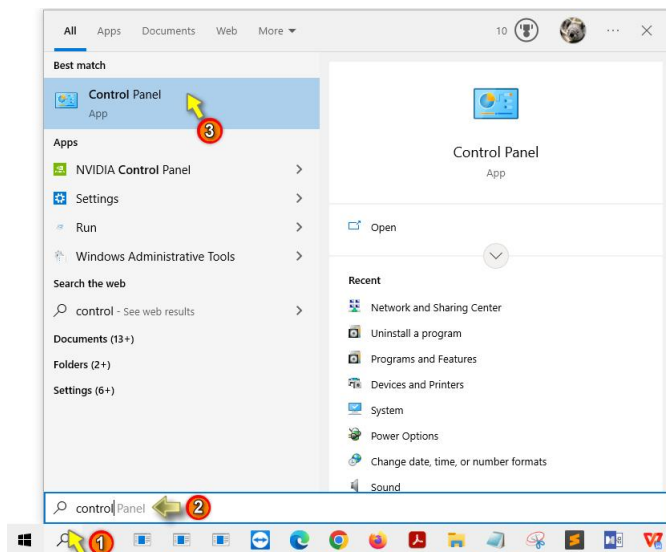 All Apps Documents Web More 10 ...
Best match
Control Panel
App
3
Apps
NVIDIA Control Panel
Settings
Run
Windows Administrative Tools
Search the web
control - See web results
Documents (13+)
Folders (2+)
Settings (6+)
Control Panel
App
Open
Recent
Network and Sharing Center
Uninstall a program
Programs and Features
Devices and Printers
System
Power Options
Change date, time, or number formats
Sound
control Panel 2
1